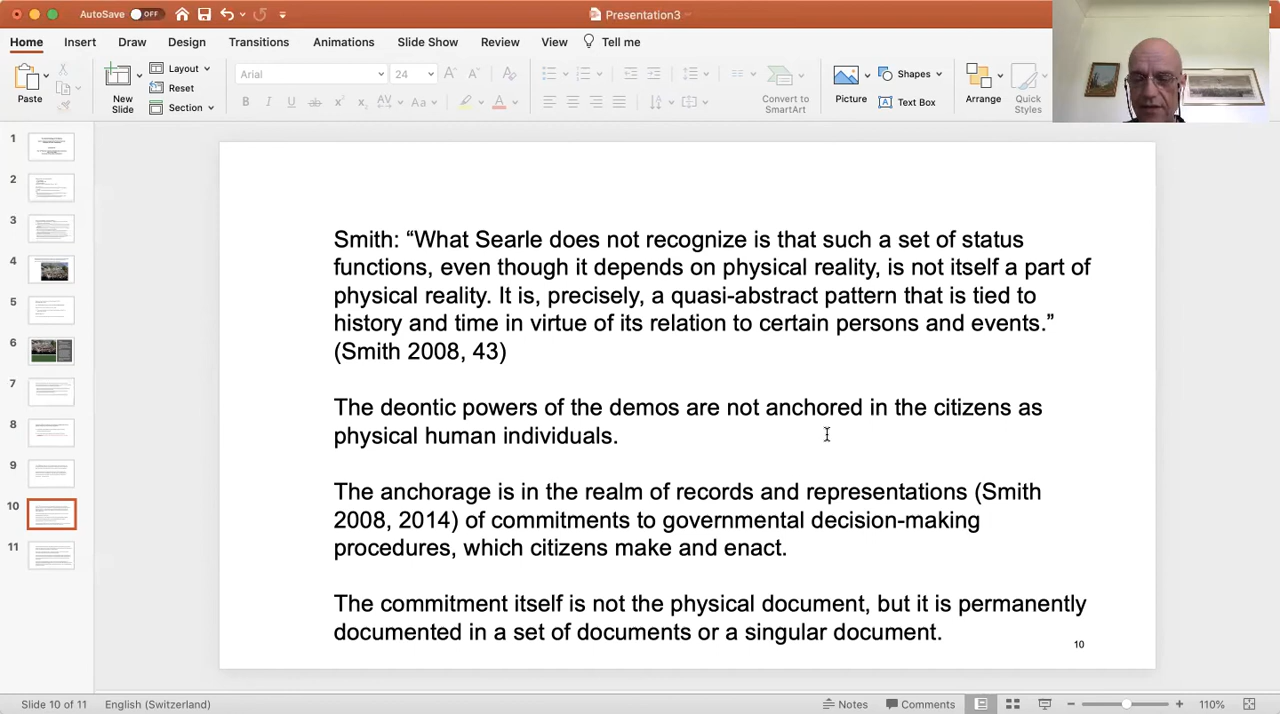 AutoSave OFF
Presentation3
Home Insert Draw Design Transitions Animations Slide Show Review View Tell me
Paste
New Slide
Layout
Reset
Section
Arial 24
Convert to SmartArt
Picture
Shapes
Text Box
Arrange
Quick Styles
1
2
3
4
5
6
7
8
9
10
11
Smith: “What Searle does not recognize is that such a set of status
functions, even though it depends on physical reality, is not itself a part of
physical reality. It is, precisely, a quasi-abstract pattern that is tied to
history and time in virtue of its relation to certain persons and events.”
(Smith 2008, 43)
The deontic powers of the demos are not anchored in the citizens as
physical human individuals.
The anchorage is in the realm of records and representations (Smith
2008, 2014) of commitments to governmental decision-making
procedures, which citizens make and enact.
The commitment itself is not the physical document, but it is permanently
documented in a set of documents or a singular document.
10
Slide 10 of 11 English (Switzerland) Notes Comments 110%